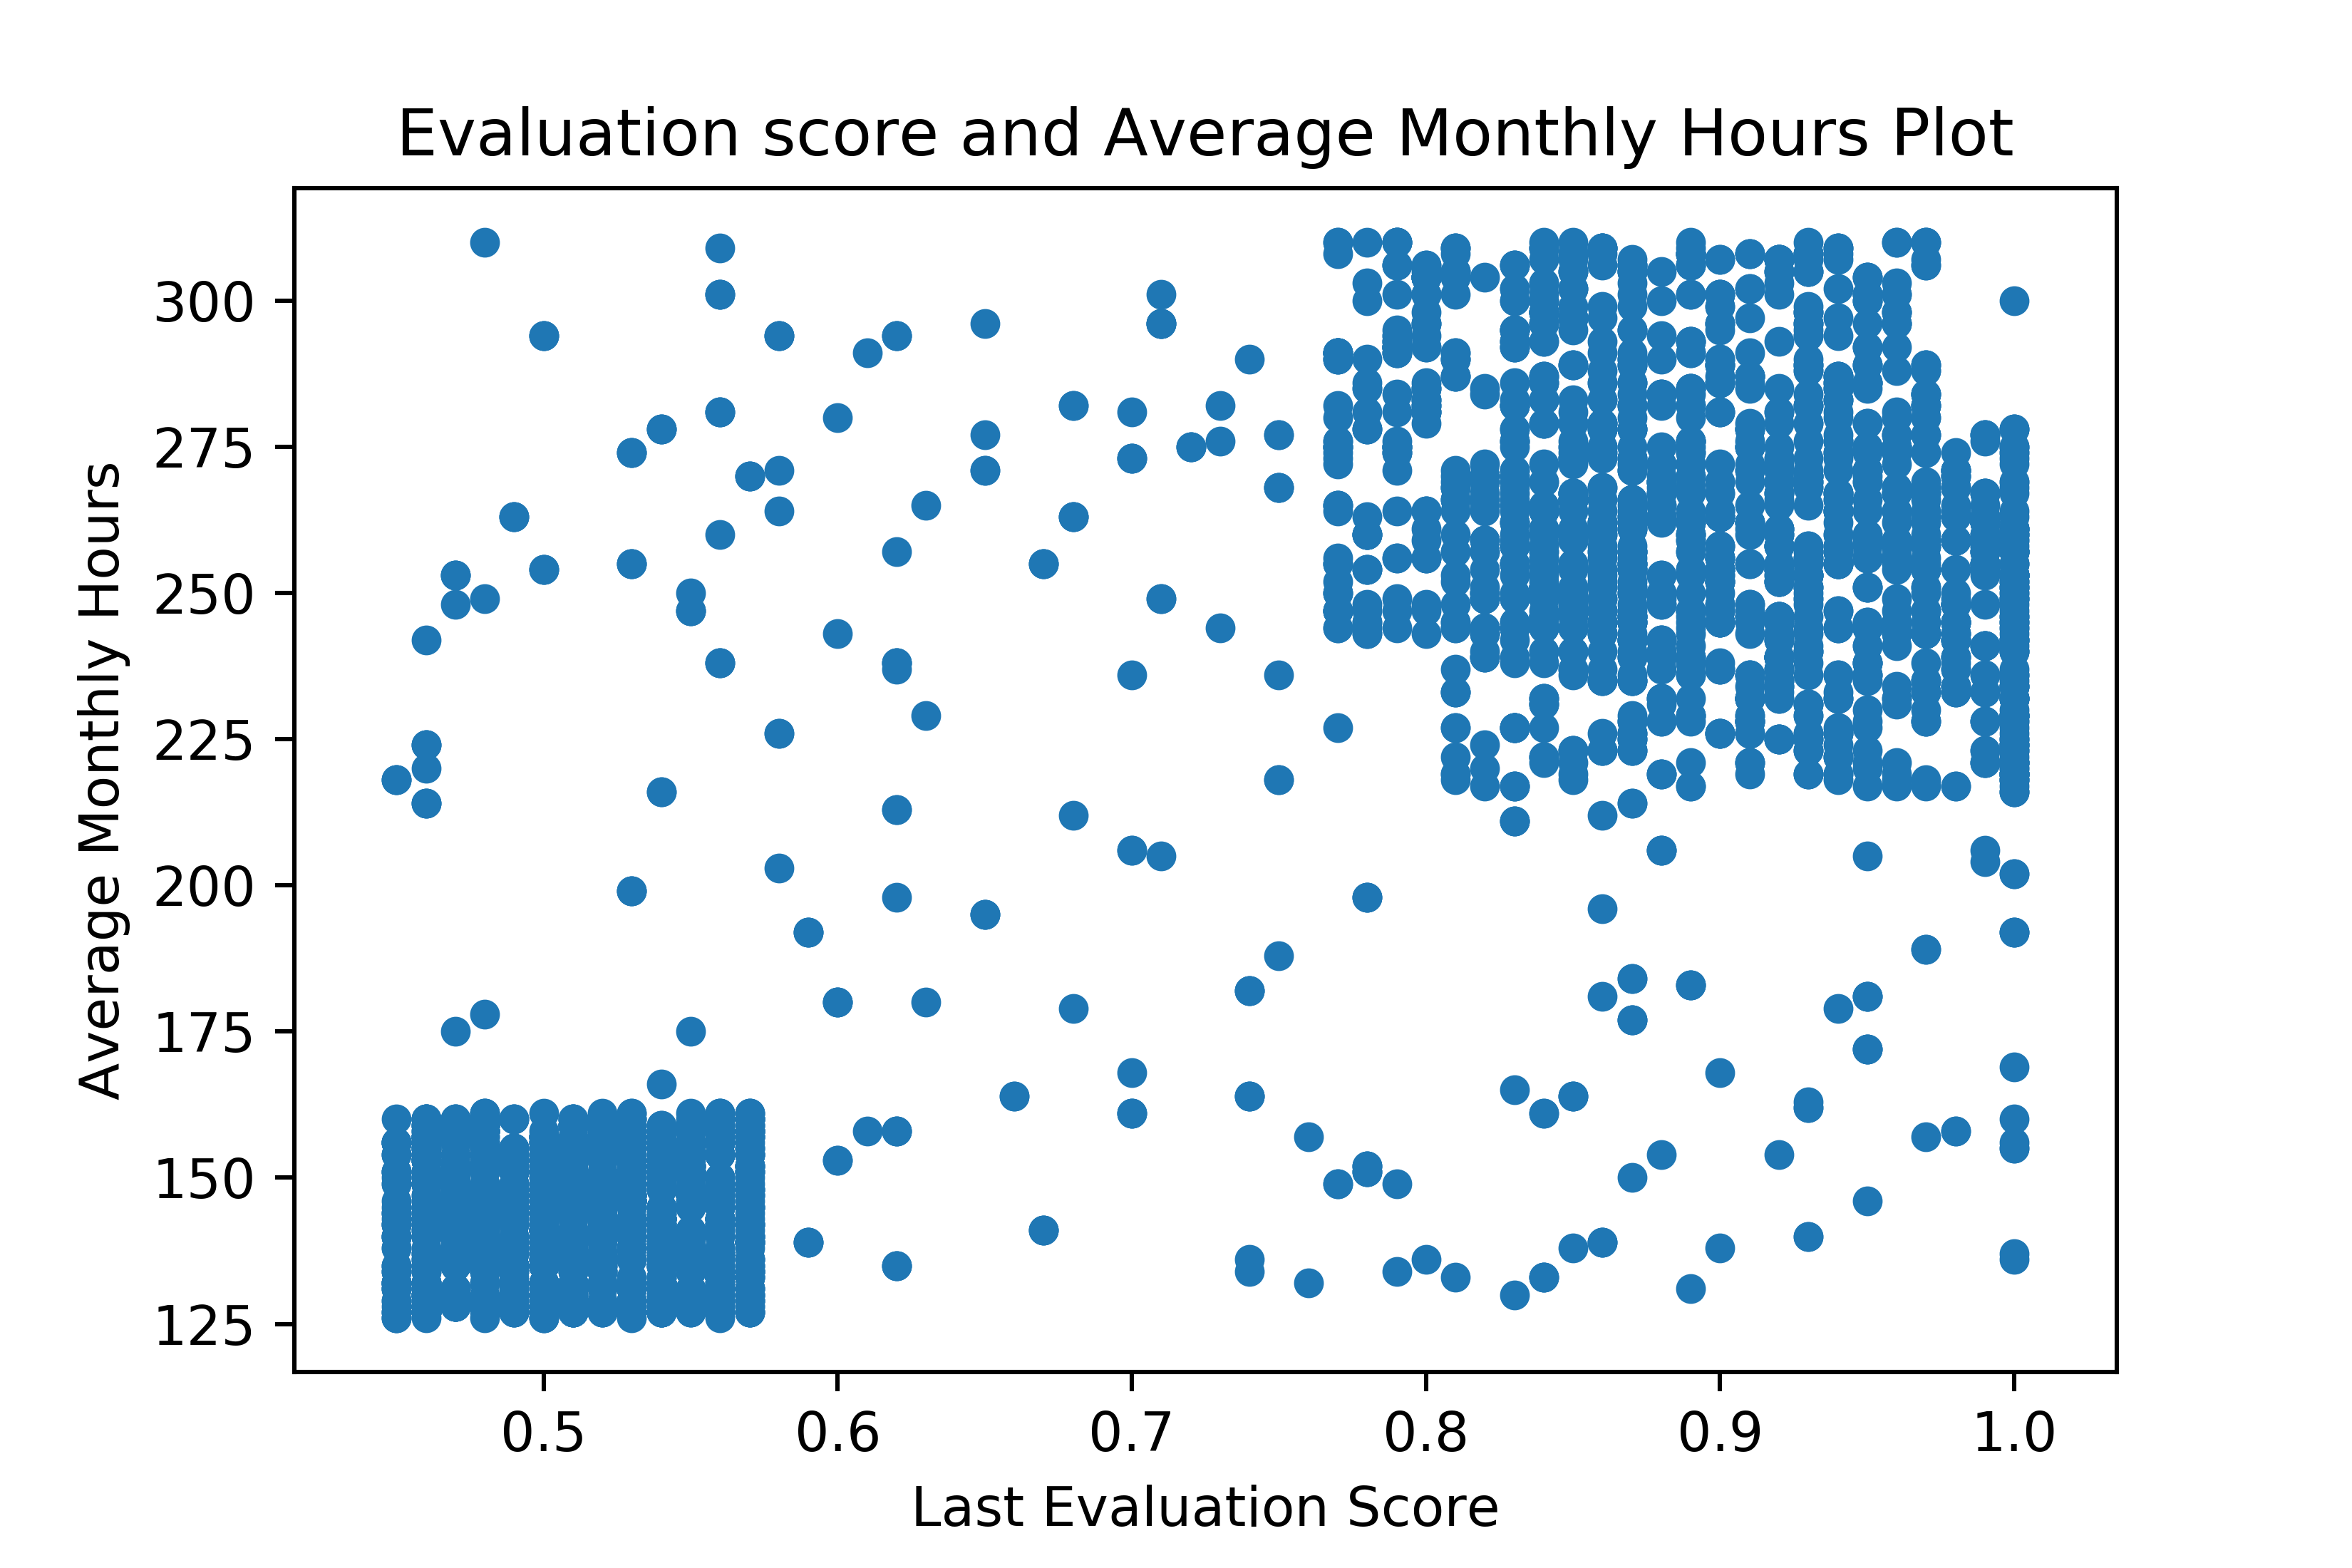 Evaluation score and Average Monthly Hours Plot
Average Monthly Hours
300
275
250
225
200
175
150
125
0.5 0.6 0.7 0.8 0.9 1.0
Last Evaluation Score